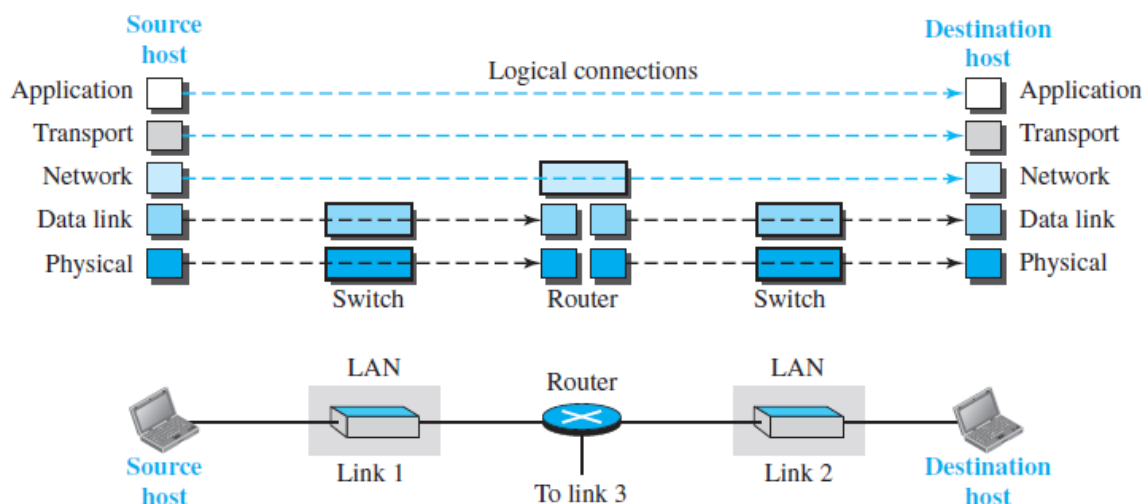 Source
host
Destination
host
Logical connections
Application
Application
Transport
Transport
Network
Network
Data link
Data link
Physical
Physical
Switch
Router
Switch
LAN
Router
LAN
Source
host
Link 1
To link 3
Link 2
Destination
host